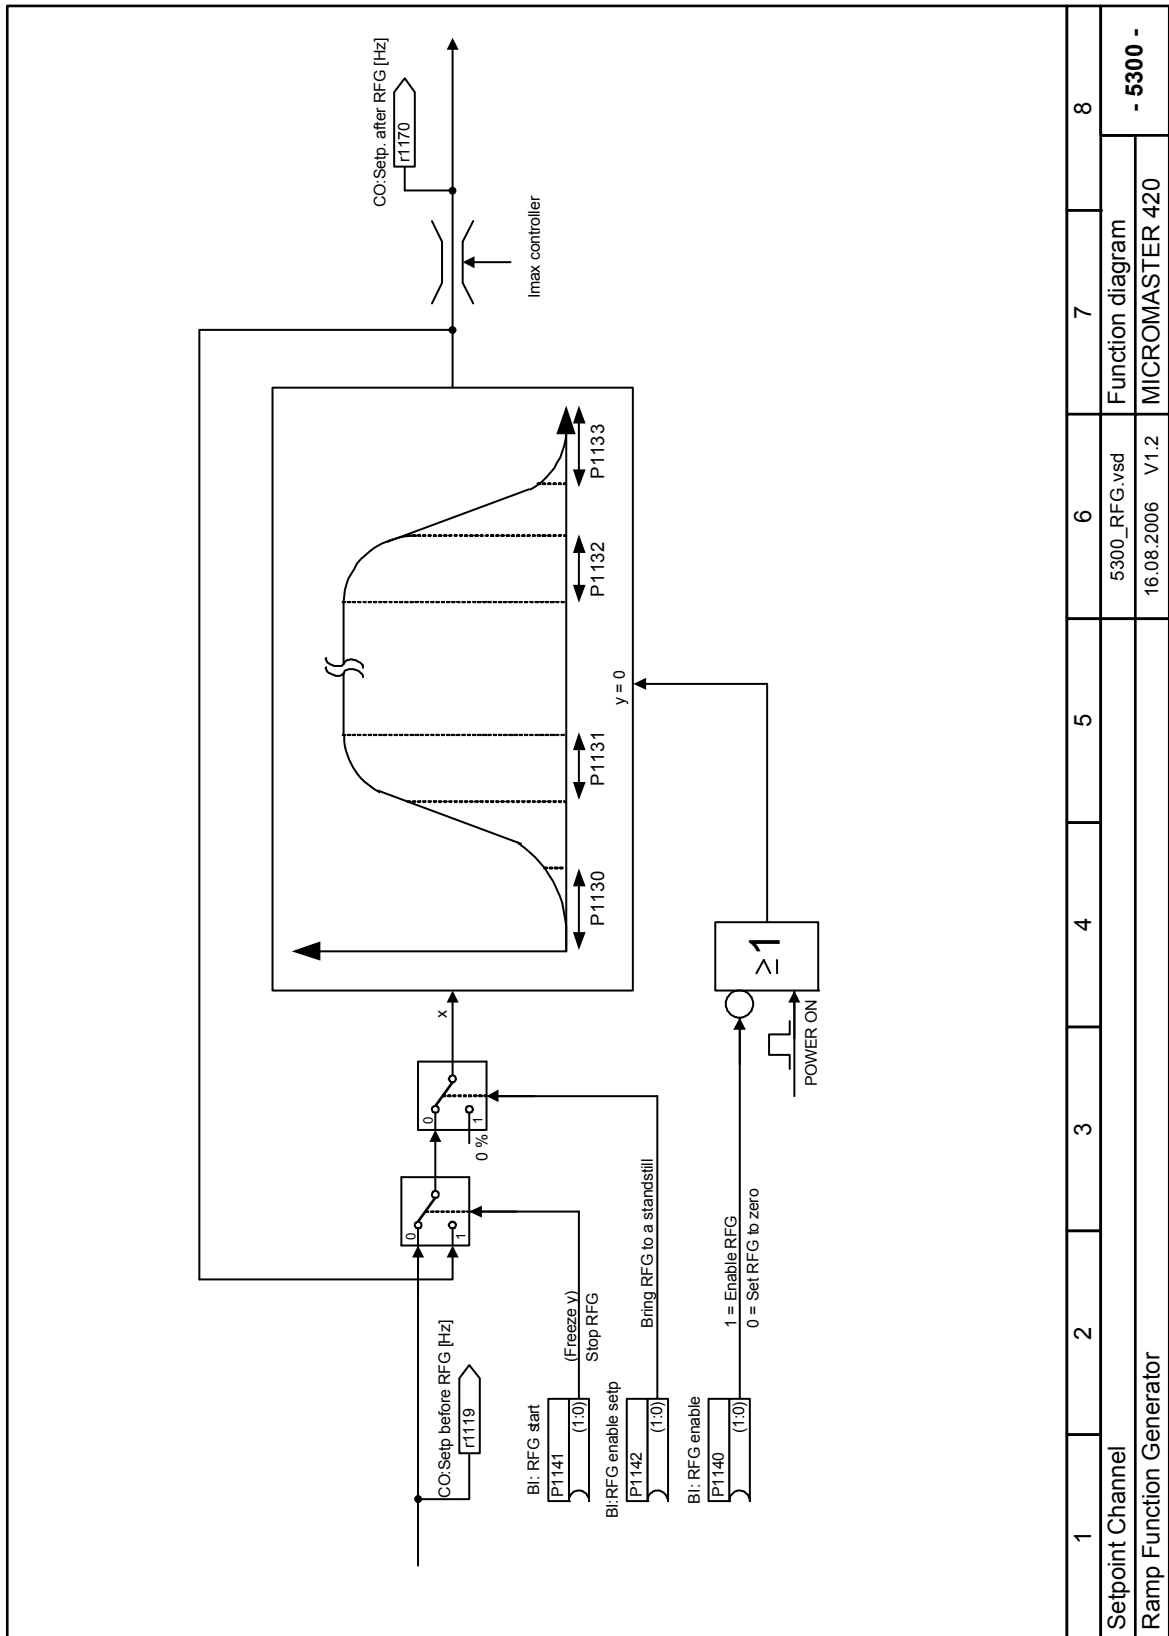 CO:Setp before RFG [Hz]
r1119
BI: RFG start
P1141
(1:0)
(Freeze y)
Stop RFG
BI:RFG enable setp
P1142
(1:0)
Bring RFG to a standstill
BI: RFG enable
P1140
(1:0)
1 = Enable RFG
0 = Set RFG to zero
0
1
0
1
0 %
x
POWER ON
≥1
y = 0
P1130
P1131
P1132
P1133
Imax controller
CO:Setp. after RFG [Hz]
r1170
1 2 3 4 5 6 7 8
Setpoint Channel 5300_RFG.vsd Function diagram - 5300 -
Ramp Function Generator 16.08.2006 V1.2 MICROMASTER 420